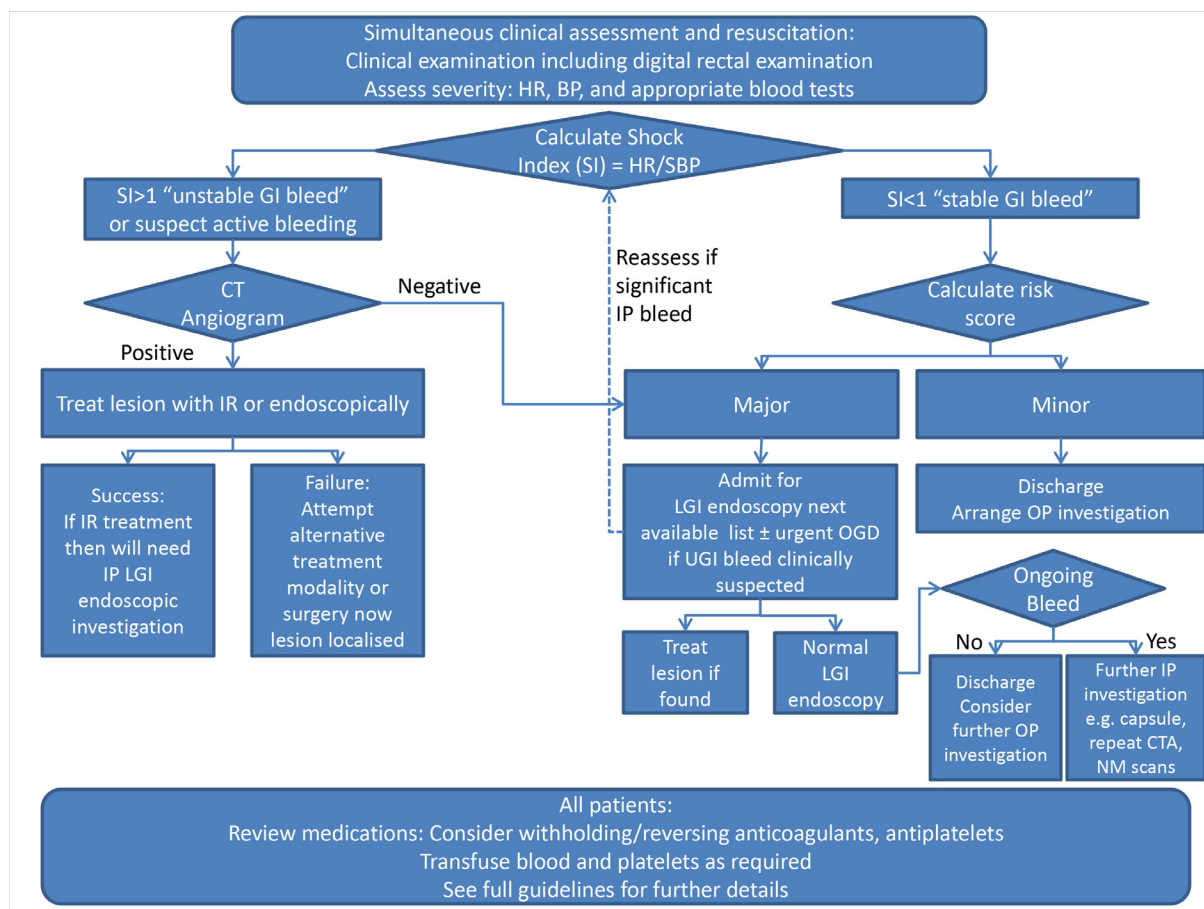 Simultaneous clinical assessment and resuscitation:
Clinical examination including digital rectal examination
Assess severity: HR, BP, and appropriate blood tests
Calculate Shock
Index (SI) = HR/SBP
SI>1 “unstable GI bleed”
or suspect active bleeding
SI<1 “stable GI bleed”
CT
Angiogram
Negative
Positive
Reassess if
significant
IP bleed
Calculate risk
score
Treat lesion with IR or endoscopically
Major
Minor
Success:
If IR treatment
then will need
IP LGI
endoscopic
investigation
Failure:
Attempt
alternative
treatment
modality or
surgery now
lesion localised
Admit for
LGI endoscopy next
available list ± urgent OGD
if UGI bleed clinically
suspected
Discharge
Arrange OP investigation
Treat
lesion if
found
Normal
LGI
endoscopy
Ongoing
Bleed
No
Yes
Discharge
Consider
further OP
investigation
Further IP
investigation
e.g. capsule,
repeat CTA,
NM scans
All patients:
Review medications: Consider withholding/reversing anticoagulants, antiplatelets
Transfuse blood and platelets as required
See full guidelines for further details